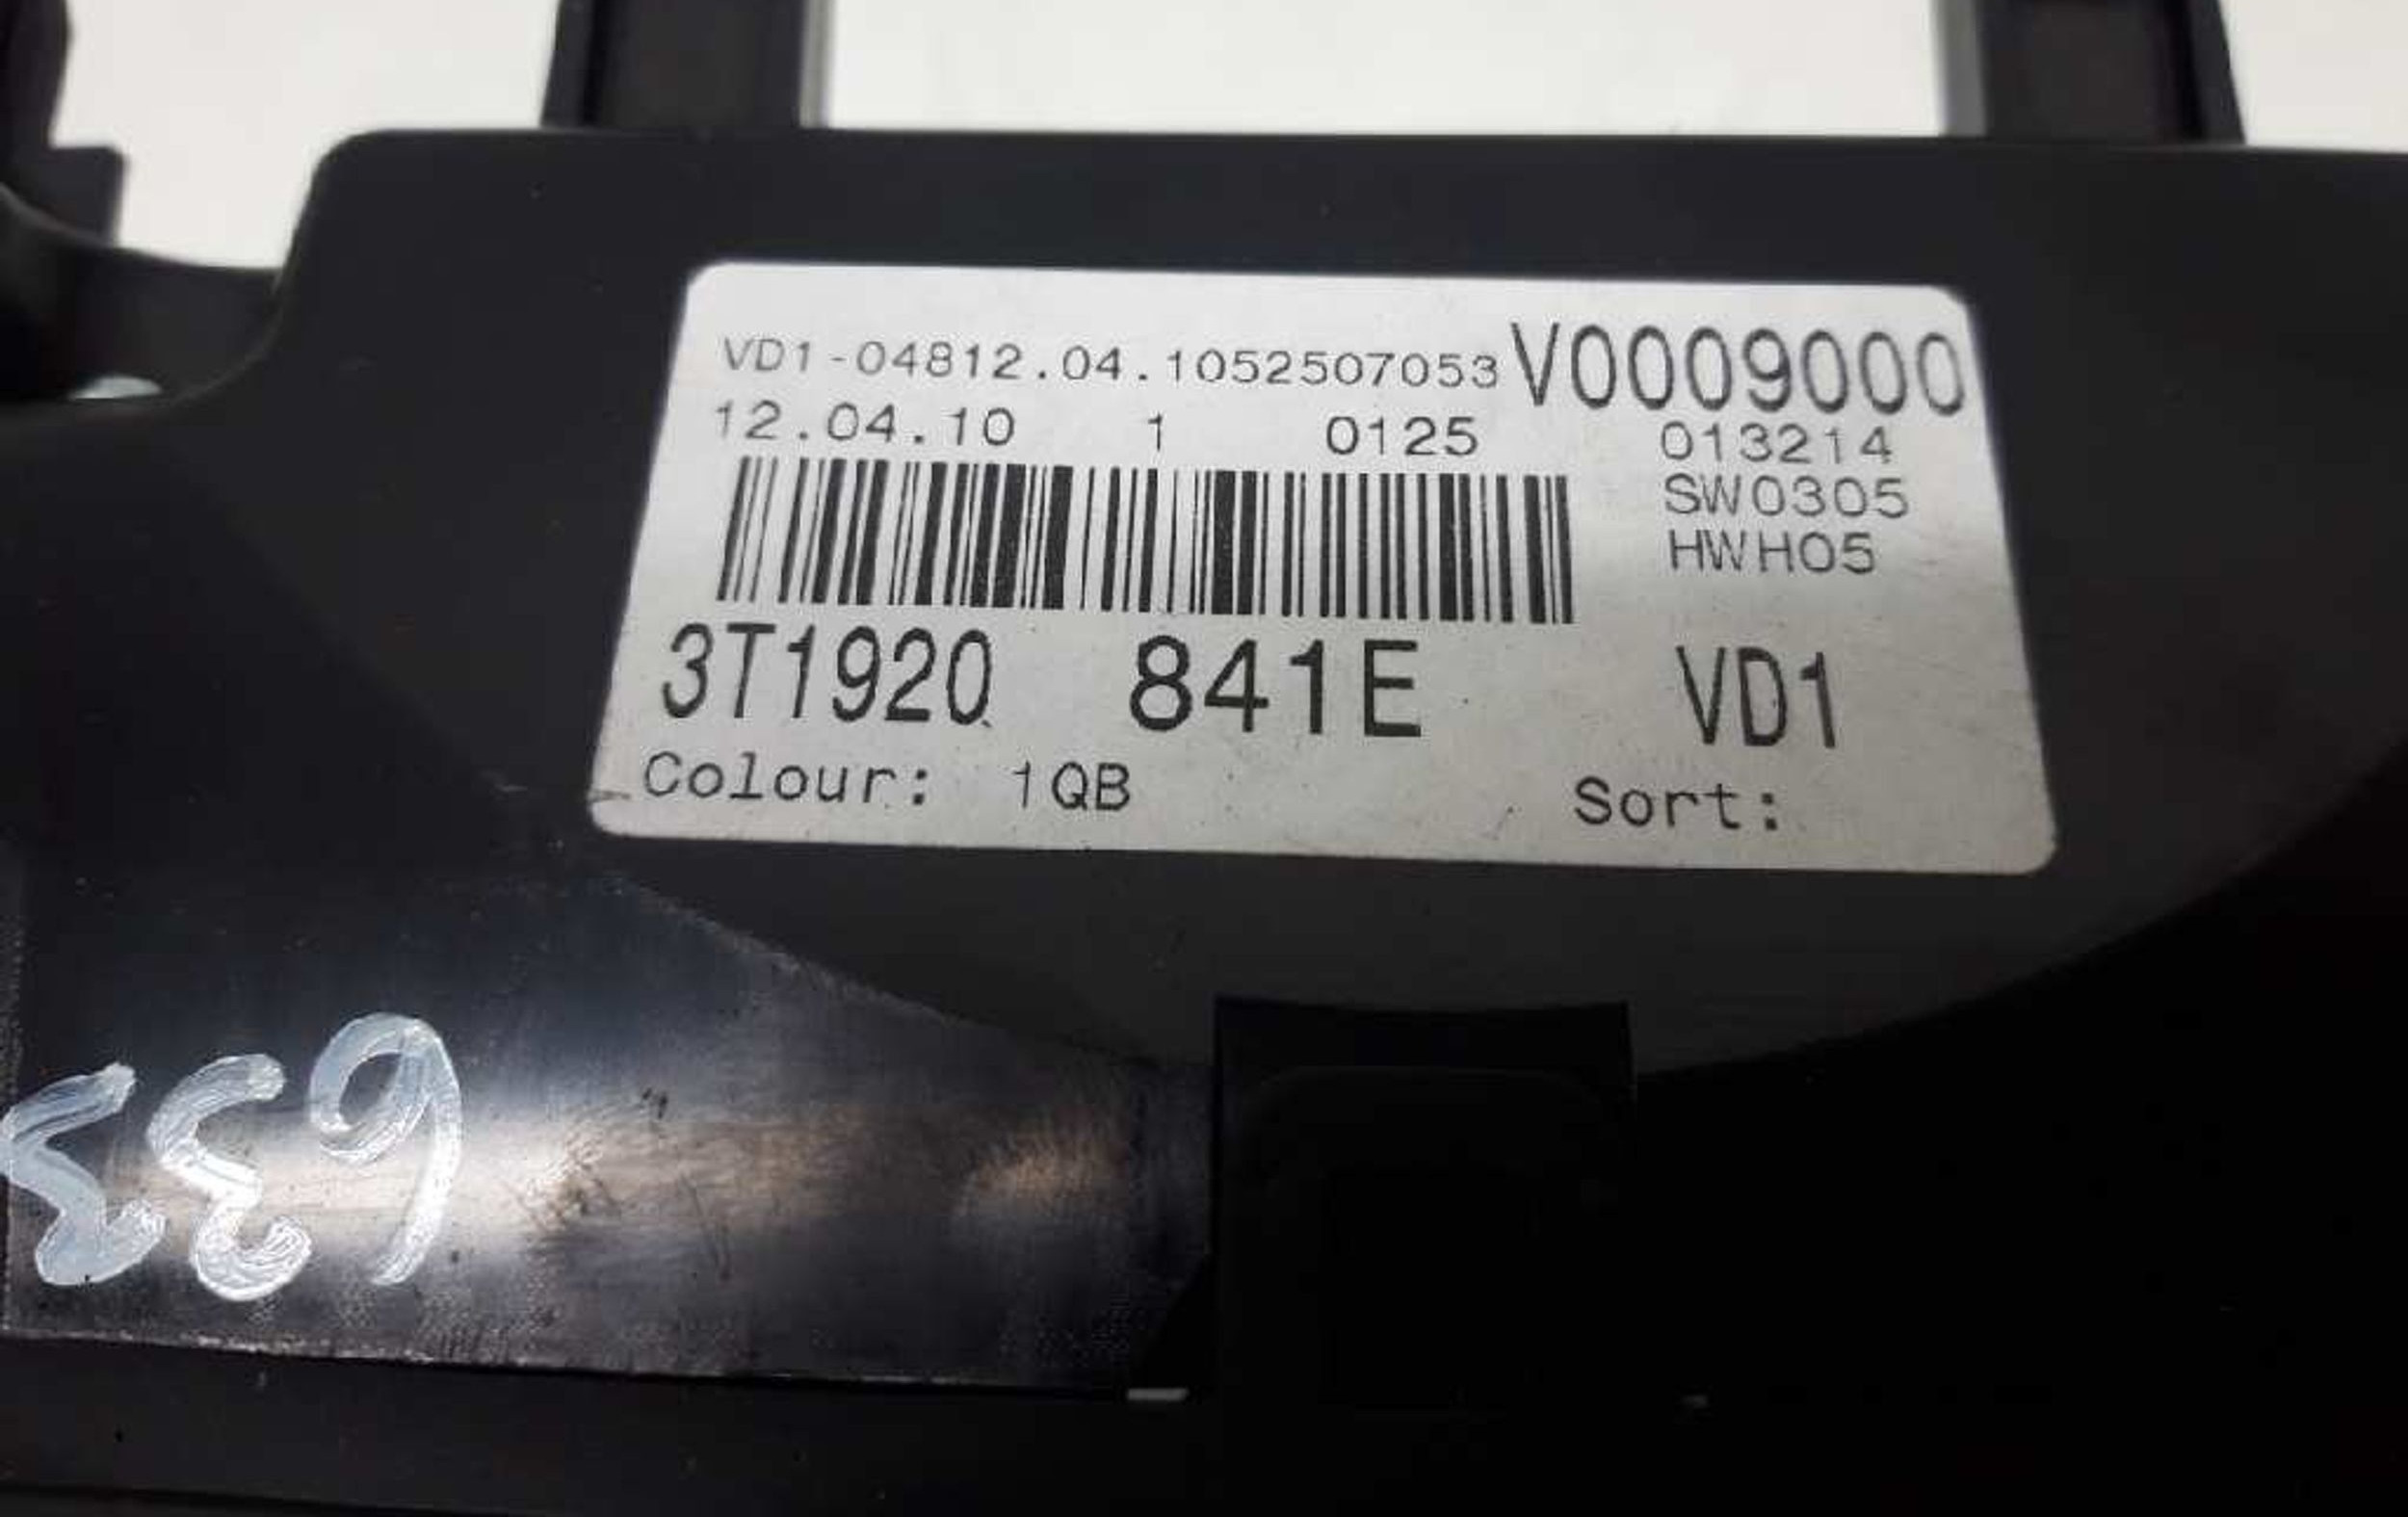 VD1-04812.04.1052507053 V0009000
12.04.10 1 0125 013214
SW0305
HWH05
3T1920 841E VD1
Colour: 1QB Sort:
633